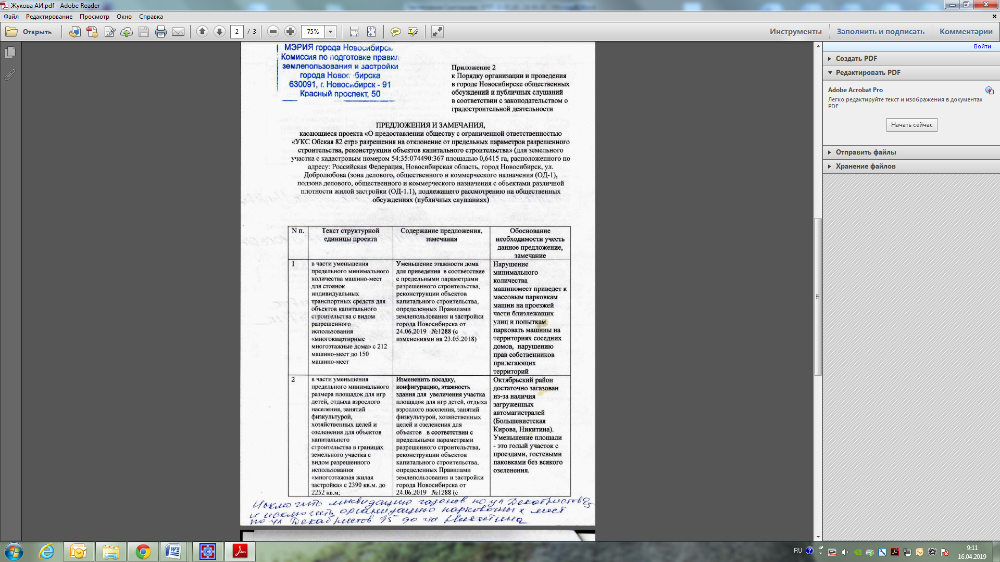 Жукова АИ.pdf - Adobe Reader
Файл Редактирование Просмотр Окно Справка
Открыть 2 / 3 75% Инструменты Заполнить и подписать Комментарии
МЭРИЯ города Новосибирск
Комиссия по подготовке правил
землепользования и застройки
города Новосибирска
630091, г. Новосибирск - 91
Красный проспект, 50
Приложение 2
к Порядку организации и проведения
в городе Новосибирске общественных
обсуждений и публичных слушаний
в соответствии с законодательством о
градостроительной деятельности
ПРЕДЛОЖЕНИЯ И ЗАМЕЧАНИЯ,
касающиеся проекта «О предоставлении обществу с ограниченной ответственностью
«УКС Обская 82 стр» разрешения на отклонение от предельных параметров разрешенного
строительства, реконструкции объектов капитального строительства» (для земельного
участка с кадастровым номером 54:35:074490:367 площадью 0,6415 га, расположенного по
адресу: Российская Федерация, Новосибирская область, город Новосибирск, ул.
Добролюбова (зона делового, общественного и коммерческого назначения (ОД-1),
подзона делового, общественного и коммерческого назначения с объектами различной
плотности жилой застройки (ОД-1.1), подлежащего рассмотрению на общественных
обсуждениях (публичных слушаниях)
N п.
Текст структурной
единицы проекта
Содержание предложения,
замечания
Обоснование
необходимости учесть
данное предложение,
замечание
1
в части уменьшения
предельного минимального
количества машино-мест
для стоянок
индивидуальных
транспортных средств для
объектов капитального
строительства с видом
разрешенного
использования
«многоквартирные
многоэтажные дома» с 212
машино-мест до 150
машино-мест
Уменьшение этажности дома
для приведения в соответствие
с предельными параметрами
разрешенного строительства,
реконструкции объектов
капитального строительства,
определенных Правилами
землепользования и застройки
города Новосибирска от
24.06.2019 №1288 (с
изменениями на 23.05.2018)
Нарушение
минимального
количества
машиномест приведет к
массовым парковкам
машин на проезжей
части близлежащих
улиц и попыткам
парковать машины на
территориях соседних
домов, нарушению
прав собственников
прилегающих
территорий
2
в части уменьшения
предельного минимального
размера площадок для игр
детей, отдыха взрослого
населения, занятий
физкультурой,
хозяйственных целей и
озеленения для объектов
капитального
строительства в границах
земельного участка с
видом разрешенного
использования
«многоэтажная жилая
застройка» с 2390 кв.м. до
2252 кв.м;
Изменить посадку,
конфигурацию, этажность
здания для увеличения участка
площадок для игр детей, отдыха
взрослого населения, занятий
физкультурой, хозяйственных
целей и озеленения для
объектов в соответствии с
предельными параметрами
разрешенного строительства,
реконструкции объектов
капитального строительства,
определенных Правилами
землепользования и застройки
города Новосибирска от
24.06.2019 №1288 (с
Октябрьский район
достаточно загазован
из-за наличия
загруженных
автомагистралей
(Большевистская
Кирова, Никитина).
Уменьшение площади
- это голый участок с
проездами, гостевыми
паковками без всякого
озеленения.
Исключить ликвидацию газонов по ул Декабристов 95
и исключить организацию парковочных мест
по ул Декабристов 95 до ул Никитина
Войти
Создать PDF
Редактировать PDF
Adobe Acrobat Pro
Легко редактируйте текст и изображения в документах
PDF
Начать сейчас
Отправить файлы
Хранение файлов
RU
9:11
16.04.2019